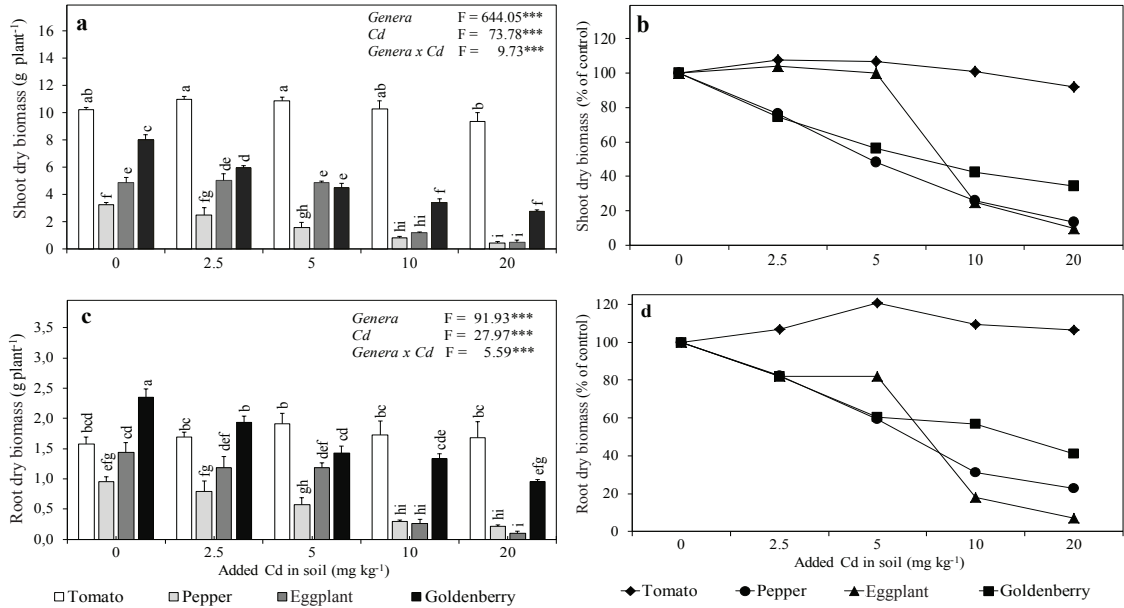 a
Genera F = 644.05***
Cd F = 73.78***
Genera x Cd F = 9.73***
Shoot dry biomass (g plant⁻¹)
18
16
14
12
10
8
6
4
2
0
ab
f
e
c
a
fg
de
d
a
gh
e
e
ab
hi
hi
f
b
i
i
f
0 2.5 5 10 20
b
Shoot dry biomass (% of control)
120
100
80
60
40
20
0
0 2.5 5 10 20
c
Genera F = 91.93***
Cd F = 27.97***
Genera x Cd F = 5.59***
Root dry biomass (g plant⁻¹)
3,5
3,0
2,5
2,0
1,5
1,0
0,5
0,0
bcd
efg
cd
a
bc
fg
def
b
bc
gh
def
cd
bc
hi
hi
cde
bc
hi
i
efg
0 2.5 5 10 20
Added Cd in soil (mg kg⁻¹)
Tomato Pepper Eggplant Goldenberry
d
Root dry biomass (% of control)
120
100
80
60
40
20
0
0 2.5 5 10 20
Added Cd in soil (mg kg⁻¹)
Tomato Pepper Eggplant Goldenberry